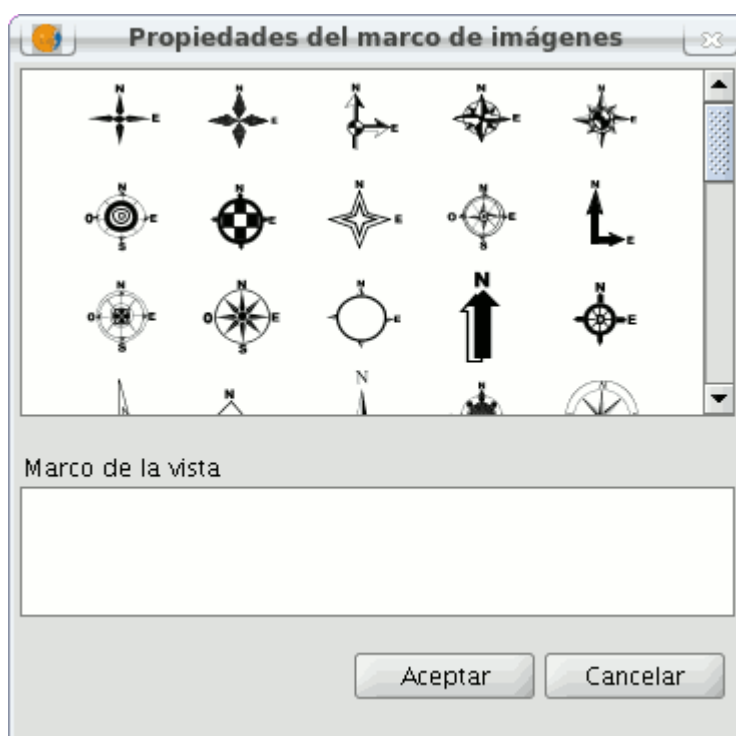 Propiedades del marco de imágenes
N N N N N
E E E E E
N N N N
O E E E O E
S S E
N N N N
O E O E E E
S S
N N N N
Marco de la vista
Aceptar Cancelar